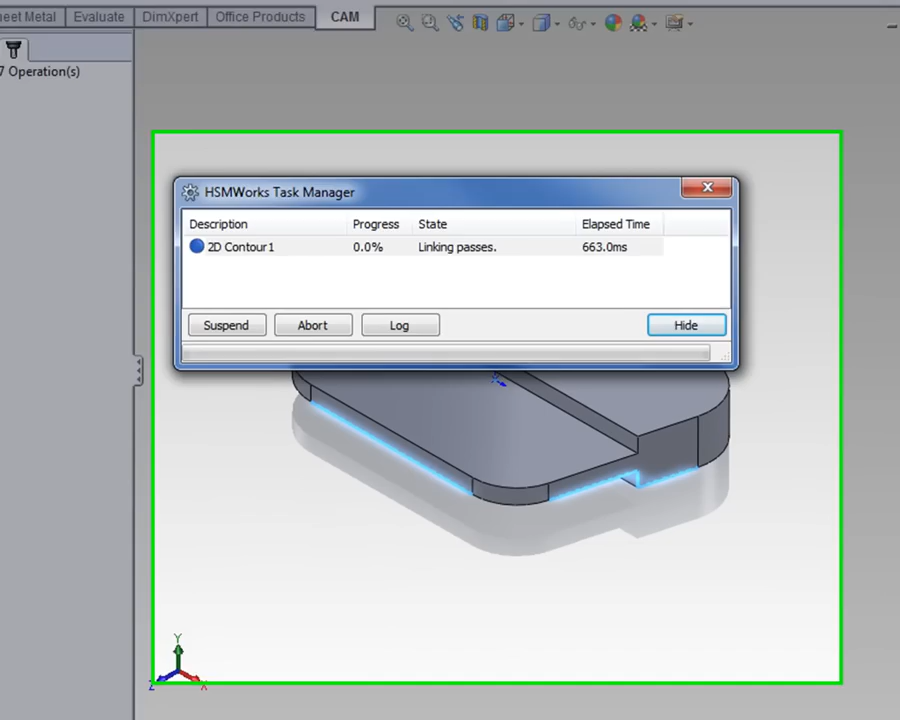 eet Metal Evaluate DimXpert Office Products CAM
7 Operation(s)
HSMWorks Task Manager
Description Progress State Elapsed Time
2D Contour1 0.0% Linking passes. 663.0ms
Suspend Abort Log Hide
Y
Z X